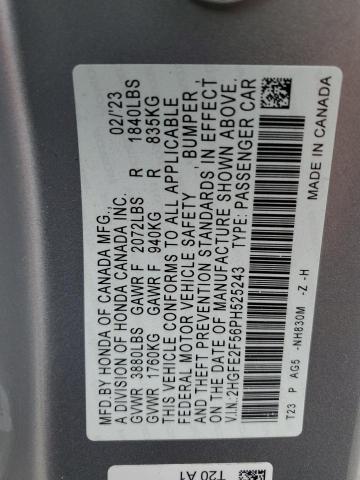 MFD.BY HONDA OF CANADA MFG., 02/'23
A DIVISION OF HONDA CANADA INC.
GVWR 3880LBS GAWR F 2072LBS R 1840LBS
GVWR 1760KG GAWR F 940KG R 835KG
THIS VEHICLE CONFORMS TO ALL APPLICABLE
FEDERAL MOTOR VEHICLE SAFETY, BUMPER,
AND THEFT PREVENTION STANDARDS IN EFFECT
ON THE DATE OF MANUFACTURE SHOWN ABOVE.
V.I.N.:2HGFE2F56PH525243 TYPE: PASSENGER CAR
T23 P AG5 -NH830M -Z -H MADE IN CANADA
T20 A1